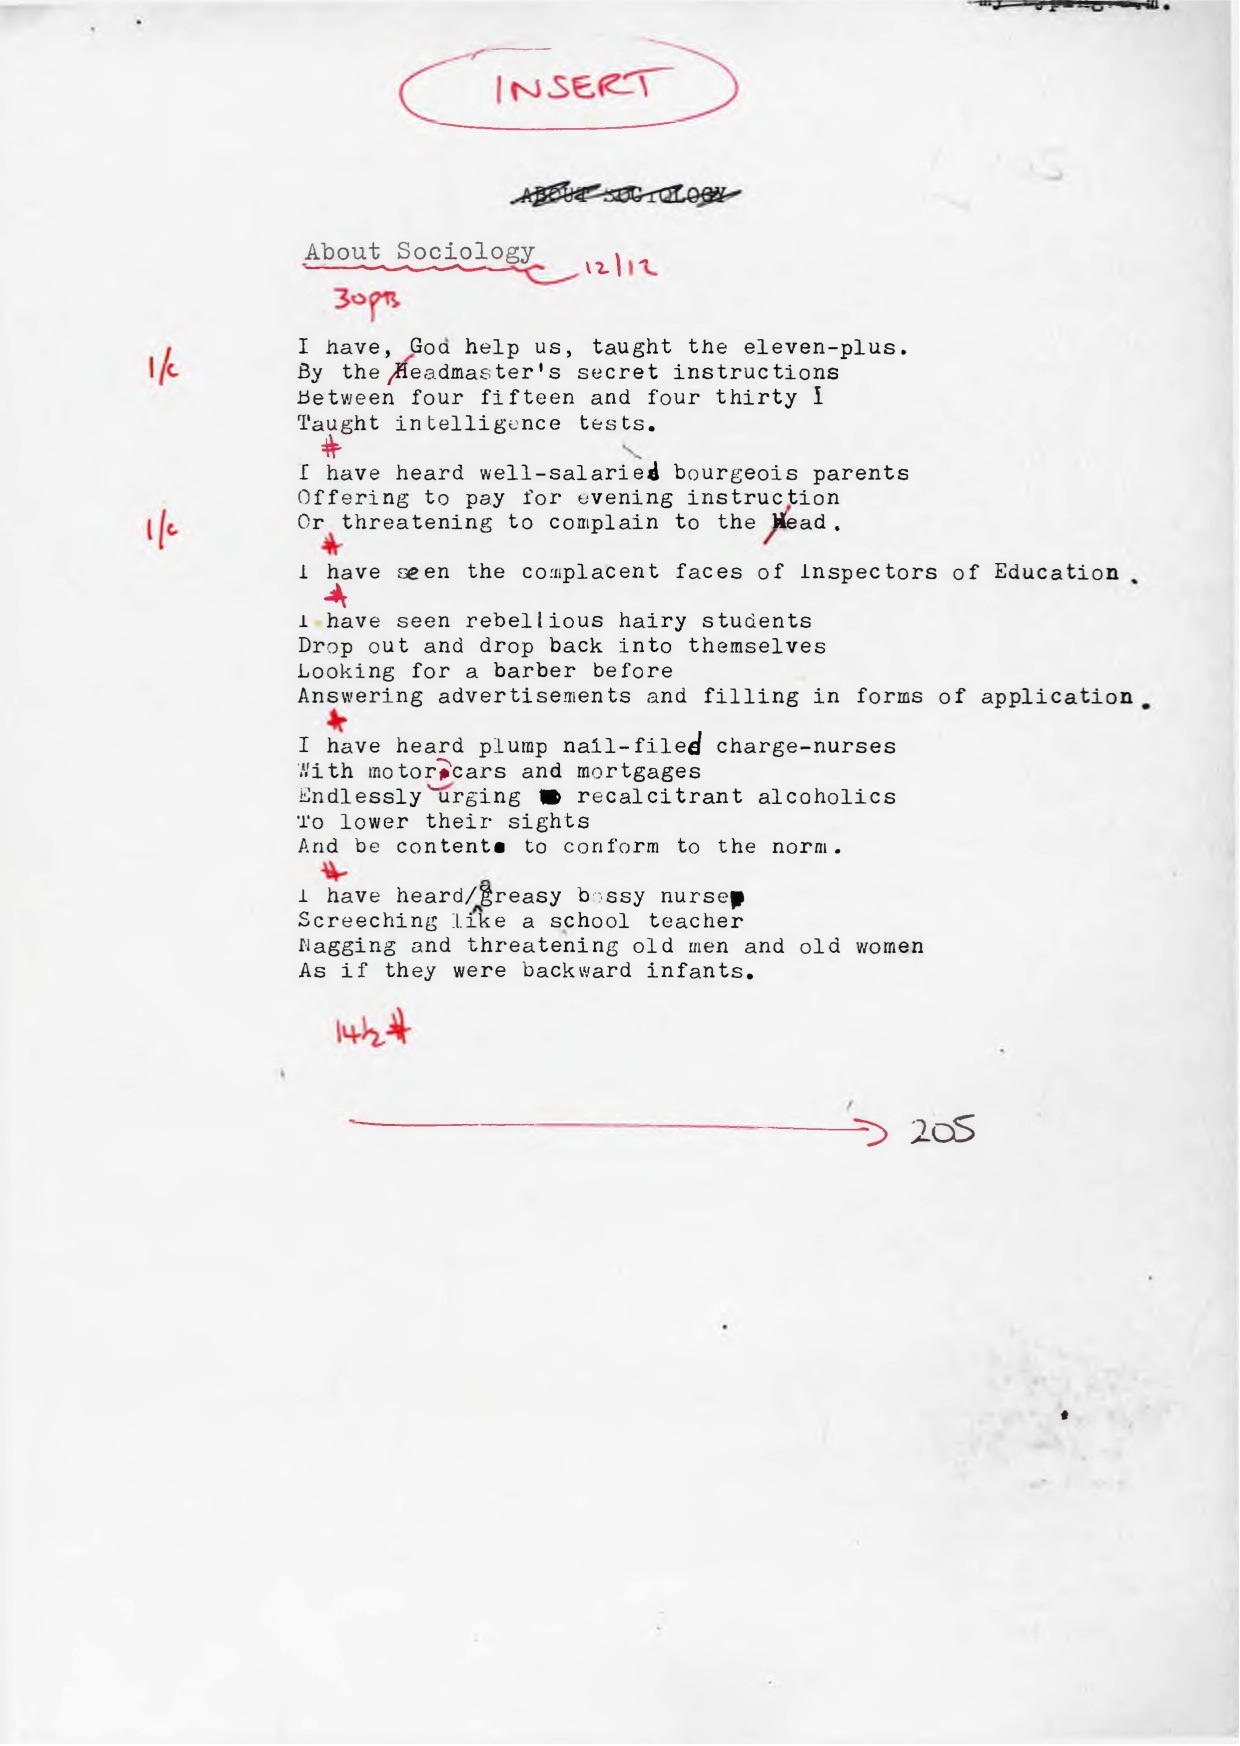 INSERT
ABOUT SOCIOLOGY
About Sociology
12/12
30pts
I have, God help us, taught the eleven-plus.
l/c
By the Headmaster's secret instructions
Between four fifteen and four thirty I
Taught intelligence tests.
#
I have heard well-salaried bourgeois parents
Offering to pay for evening instruction
l/c
Or threatening to complain to the Head.
#
I have seen the complacent faces of Inspectors of Education.
#
I have seen rebellious hairy students
Drop out and drop back into themselves
Looking for a barber before
Answering advertisements and filling in forms of application.
#
I have heard plump nail-filed charge-nurses
With motor cars and mortgages
Endlessly urging recalcitrant alcoholics
To lower their sights
And be content to conform to the norm.
#
I have heard/a greasy bossy nurse
Screeching like a school teacher
Nagging and threatening old men and old women
As if they were backward infants.
14½ #
205